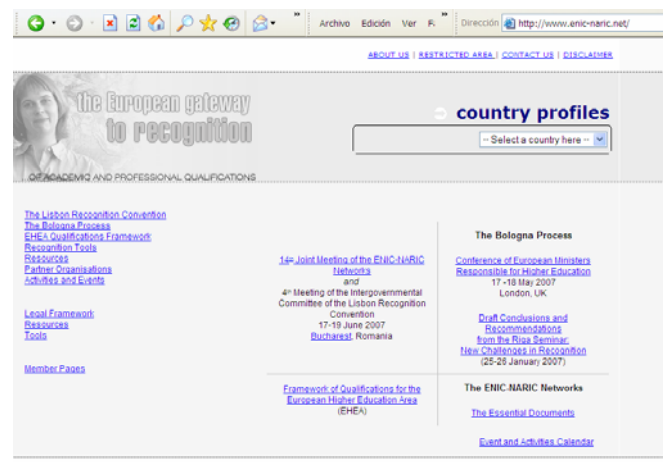 Archivo Edición Ver F
Dirección http://www.enic-naric.net/
ABOUT US | RESTRICTED AREA | CONTACT US | DISCLAIMER
the European gateway
to recognition
OF ACADEMIC AND PROFESSIONAL QUALIFICATIONS
country profiles
-- Select a country here --
The Lisbon Recognition Convention
The Bologna Process
EHEA Qualifications Framework
Recognition Tools
Resources
Partner Organisations
Activities and Events
Legal Framework
Resources
Tools
Member Pages
14th Joint Meeting of the ENIC-NARIC
Networks
and
4th Meeting of the Intergovernmental
Committee of the Lisbon Recognition
Convention
17-19 June 2007
Bucharest, Romania
Framework of Qualifications for the
European Higher Education Area
(EHEA)
The Bologna Process
Conference of European Ministers
Responsible for Higher Education
17 -18 May 2007
London, UK
Draft Conclusions and
Recommendations
from the Riga Seminar:
New Challenges in Recognition
(25-26 January 2007)
The ENIC-NARIC Networks
The Essential Documents
Event and Activities Calendar